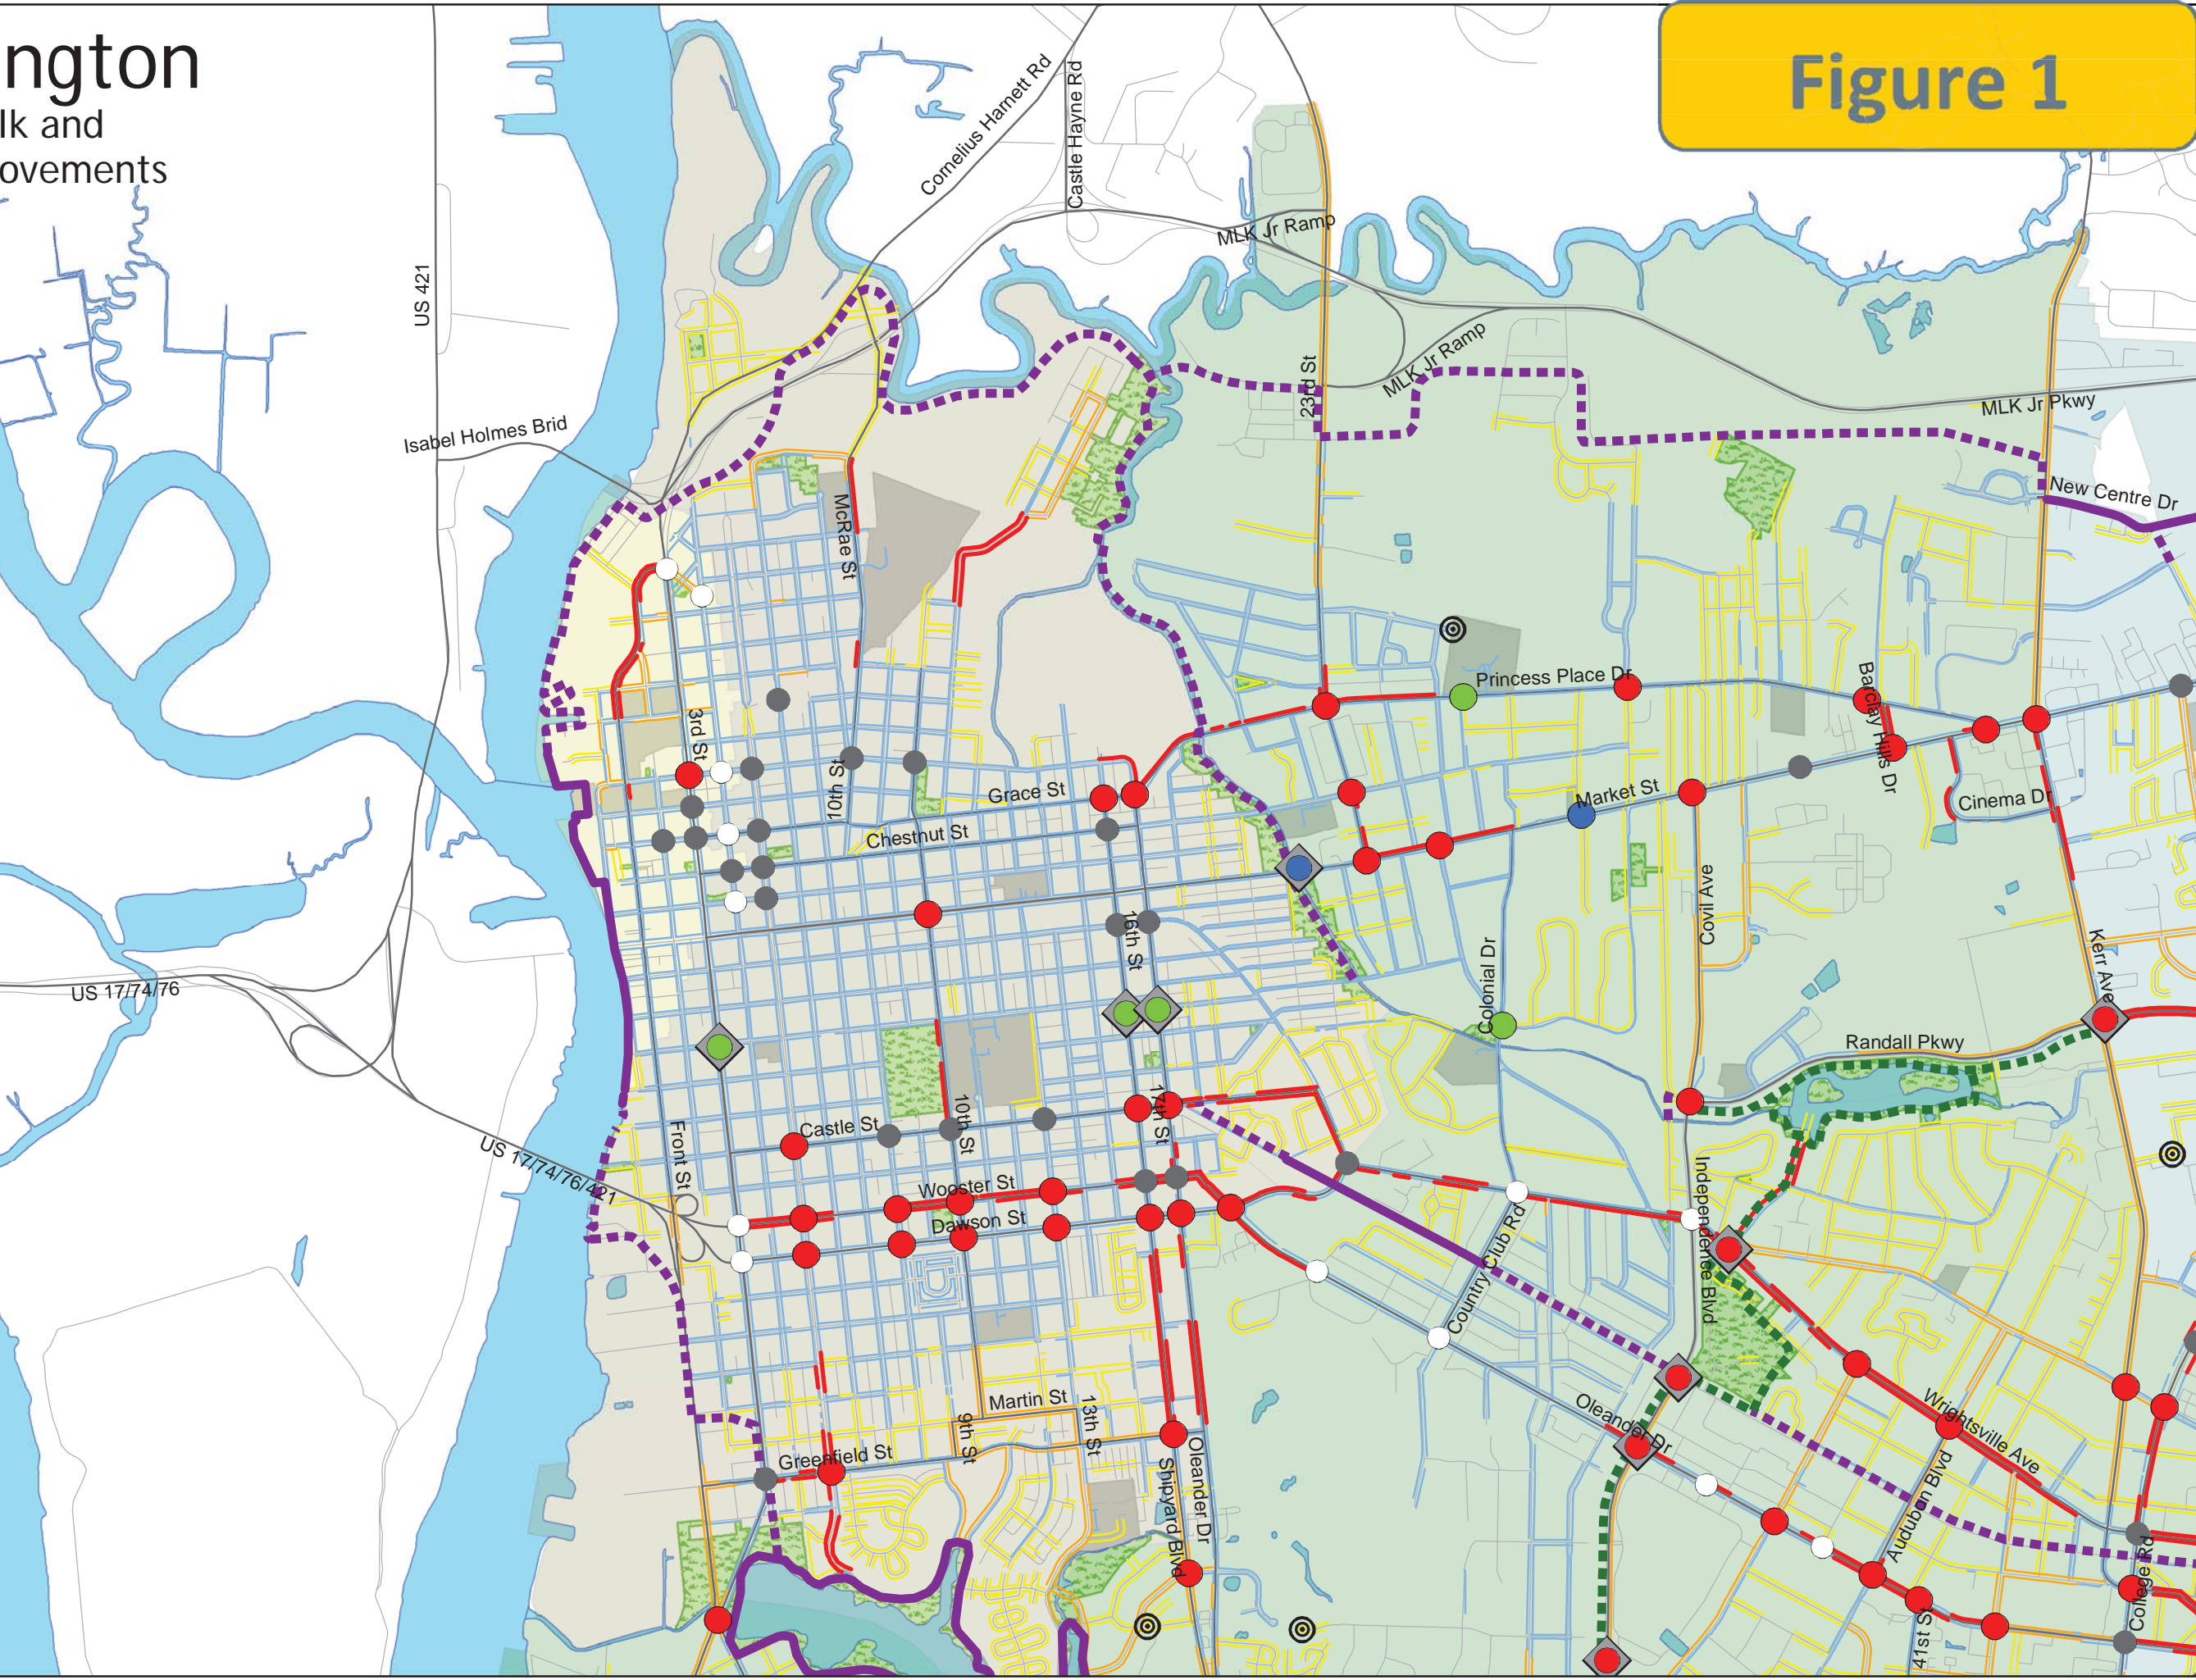 ngton
lk and
ovements
Figure 1
Cornelius Harnett Rd
Castle Hayne Rd
MLK Jr Ramp
US 421
MLK Jr Ramp
23rd St
MLK Jr Pkwy
Isabel Holmes Brid
New Centre Dr
McRae St
Princess Place Dr
Barclay Hills Dr
3rd St
10th St
Grace St
Market St
Cinema Dr
Chestnut St
Covil Ave
16th St
Colonial Dr
Kerr Ave
US 17/74/76
Randall Pkwy
10th St
17th St
Castle St
Front St
US 17/74/76/421
Wooster St
Dawson St
Independence Blvd
Country Club Rd
Martin St
9th St
13th St
Oleander Dr
Wrightsville Ave
Greenfield St
Shipyard Blvd
Oleander Dr
Audubon Blvd
College Rd
41st St